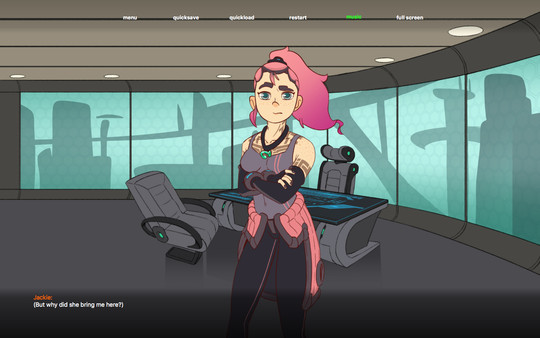 menu quicksave quickload restart music full screen
Jackie:
(But why did she bring me here?)